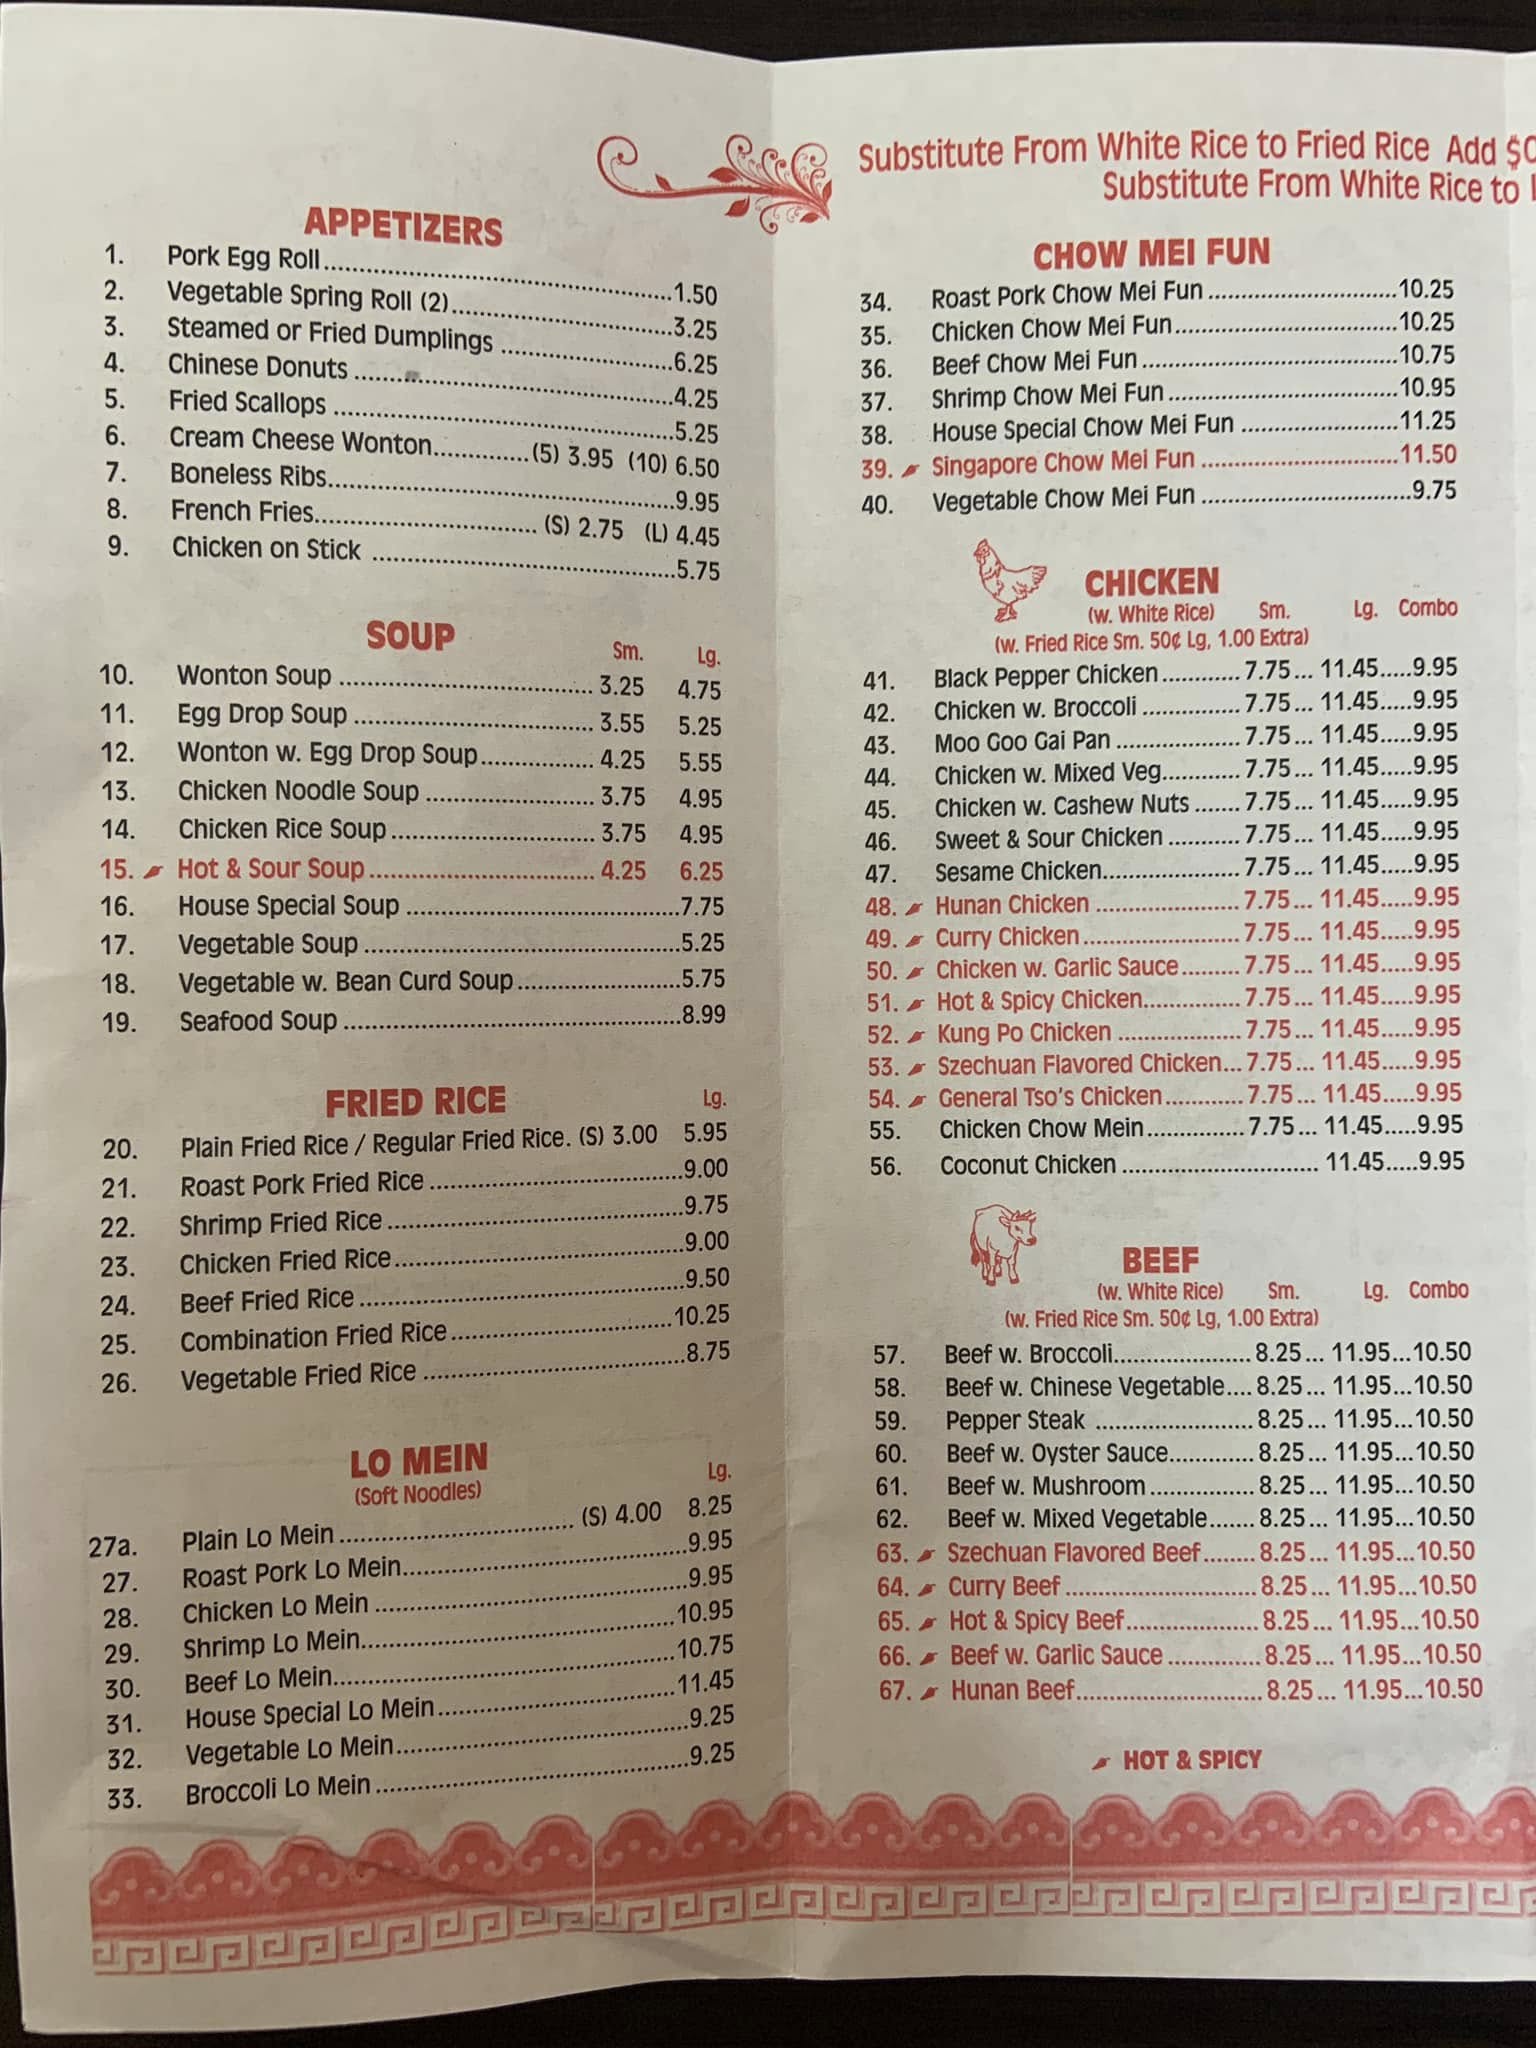 APPETIZERS
1. Pork Egg Roll 1.50
2. Vegetable Spring Roll (2) 3.25
3. Steamed or Fried Dumplings 6.25
4. Chinese Donuts 4.25
5. Fried Scallops 5.25
6. Cream Cheese Wonton (5) 3.95 (10) 6.50
7. Boneless Ribs 9.95
8. French Fries (S) 2.75 (L) 4.45
9. Chicken on Stick 5.75
SOUP
Sm. Lg.
10. Wonton Soup 3.25 4.75
11. Egg Drop Soup 3.55 5.25
12. Wonton w. Egg Drop Soup 4.25 5.55
13. Chicken Noodle Soup 3.75 4.95
14. Chicken Rice Soup 3.75 4.95
15. Hot & Sour Soup 4.25 6.25
16. House Special Soup 7.75
17. Vegetable Soup 5.25
18. Vegetable w. Bean Curd Soup 5.75
19. Seafood Soup 8.99
FRIED RICE Lg.
20. Plain Fried Rice / Regular Fried Rice. (S) 3.00 5.95
21. Roast Pork Fried Rice 9.00
22. Shrimp Fried Rice 9.75
23. Chicken Fried Rice 9.00
24. Beef Fried Rice 9.50
25. Combination Fried Rice 10.25
26. Vegetable Fried Rice 8.75
LO MEIN
(Soft Noodles) Lg.
27a. Plain Lo Mein (S) 4.00 8.25
27. Roast Pork Lo Mein 9.95
28. Chicken Lo Mein 9.95
29. Shrimp Lo Mein 10.95
30. Beef Lo Mein 10.75
31. House Special Lo Mein 11.45
32. Vegetable Lo Mein 9.25
33. Broccoli Lo Mein 9.25
Substitute From White Rice to Fried Rice Add
Substitute From White Rice to
CHOW MEI FUN
34. Roast Pork Chow Mei Fun 10.25
35. Chicken Chow Mei Fun 10.25
36. Beef Chow Mei Fun 10.75
37. Shrimp Chow Mei Fun 10.95
38. House Special Chow Mei Fun 11.25
39. Singapore Chow Mei Fun 11.50
40. Vegetable Chow Mei Fun 9.75
CHICKEN
(w. White Rice) Sm. Lg. Combo
(w. Fried Rice Sm. 50¢ Lg, 1.00 Extra)
41. Black Pepper Chicken 7.75 11.45 9.95
42. Chicken w. Broccoli 7.75 11.45 9.95
43. Moo Goo Gai Pan 7.75 11.45 9.95
44. Chicken w. Mixed Veg 7.75 11.45 9.95
45. Chicken w. Cashew Nuts 7.75 11.45 9.95
46. Sweet & Sour Chicken 7.75 11.45 9.95
47. Sesame Chicken 7.75 11.45 9.95
48. Hunan Chicken 7.75 11.45 9.95
49. Curry Chicken 7.75 11.45 9.95
50. Chicken w. Garlic Sauce 7.75 11.45 9.95
51. Hot & Spicy Chicken 7.75 11.45 9.95
52. Kung Po Chicken 7.75 11.45 9.95
53. Szechuan Flavored Chicken 7.75 11.45 9.95
54. General Tso's Chicken 7.75 11.45 9.95
55. Chicken Chow Mein 7.75 11.45 9.95
56. Coconut Chicken 11.45 9.95
BEEF
(w. White Rice) Sm. Lg. Combo
(w. Fried Rice Sm. 50¢ Lg, 1.00 Extra)
57. Beef w. Broccoli 8.25 11.95 10.50
58. Beef w. Chinese Vegetable 8.25 11.95 10.50
59. Pepper Steak 8.25 11.95 10.50
60. Beef w. Oyster Sauce 8.25 11.95 10.50
61. Beef w. Mushroom 8.25 11.95 10.50
62. Beef w. Mixed Vegetable 8.25 11.95 10.50
63. Szechuan Flavored Beef 8.25 11.95 10.50
64. Curry Beef 8.25 11.95 10.50
65. Hot & Spicy Beef 8.25 11.95 10.50
66. Beef w. Garlic Sauce 8.25 11.95 10.50
67. Hunan Beef 8.25 11.95 10.50
HOT & SPICY